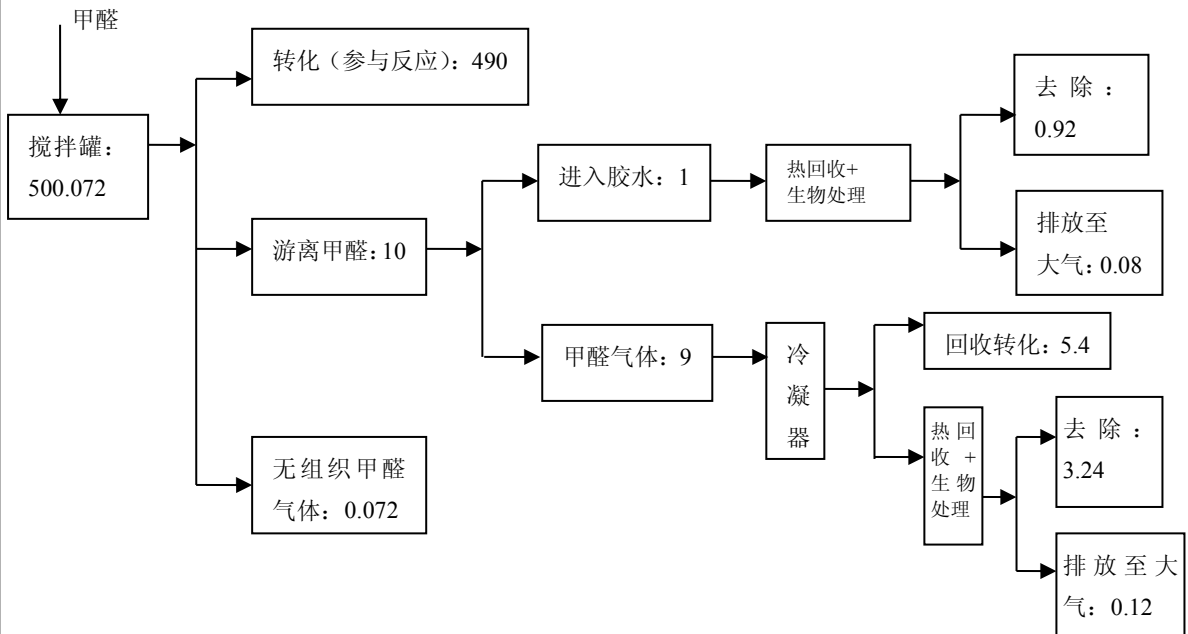 甲醛
转化（参与反应）：490
搅拌罐：
500.072
游离甲醛：10
无组织甲醛
气体：0.072
进入胶水：1
热回收+
生物处理
去除：
0.92
排放至
大气：0.08
甲醛气体：9
冷
凝
器
回收转化：5.4
热回
收+
生物
处理
去除：
3.24
排放至大
气：0.12